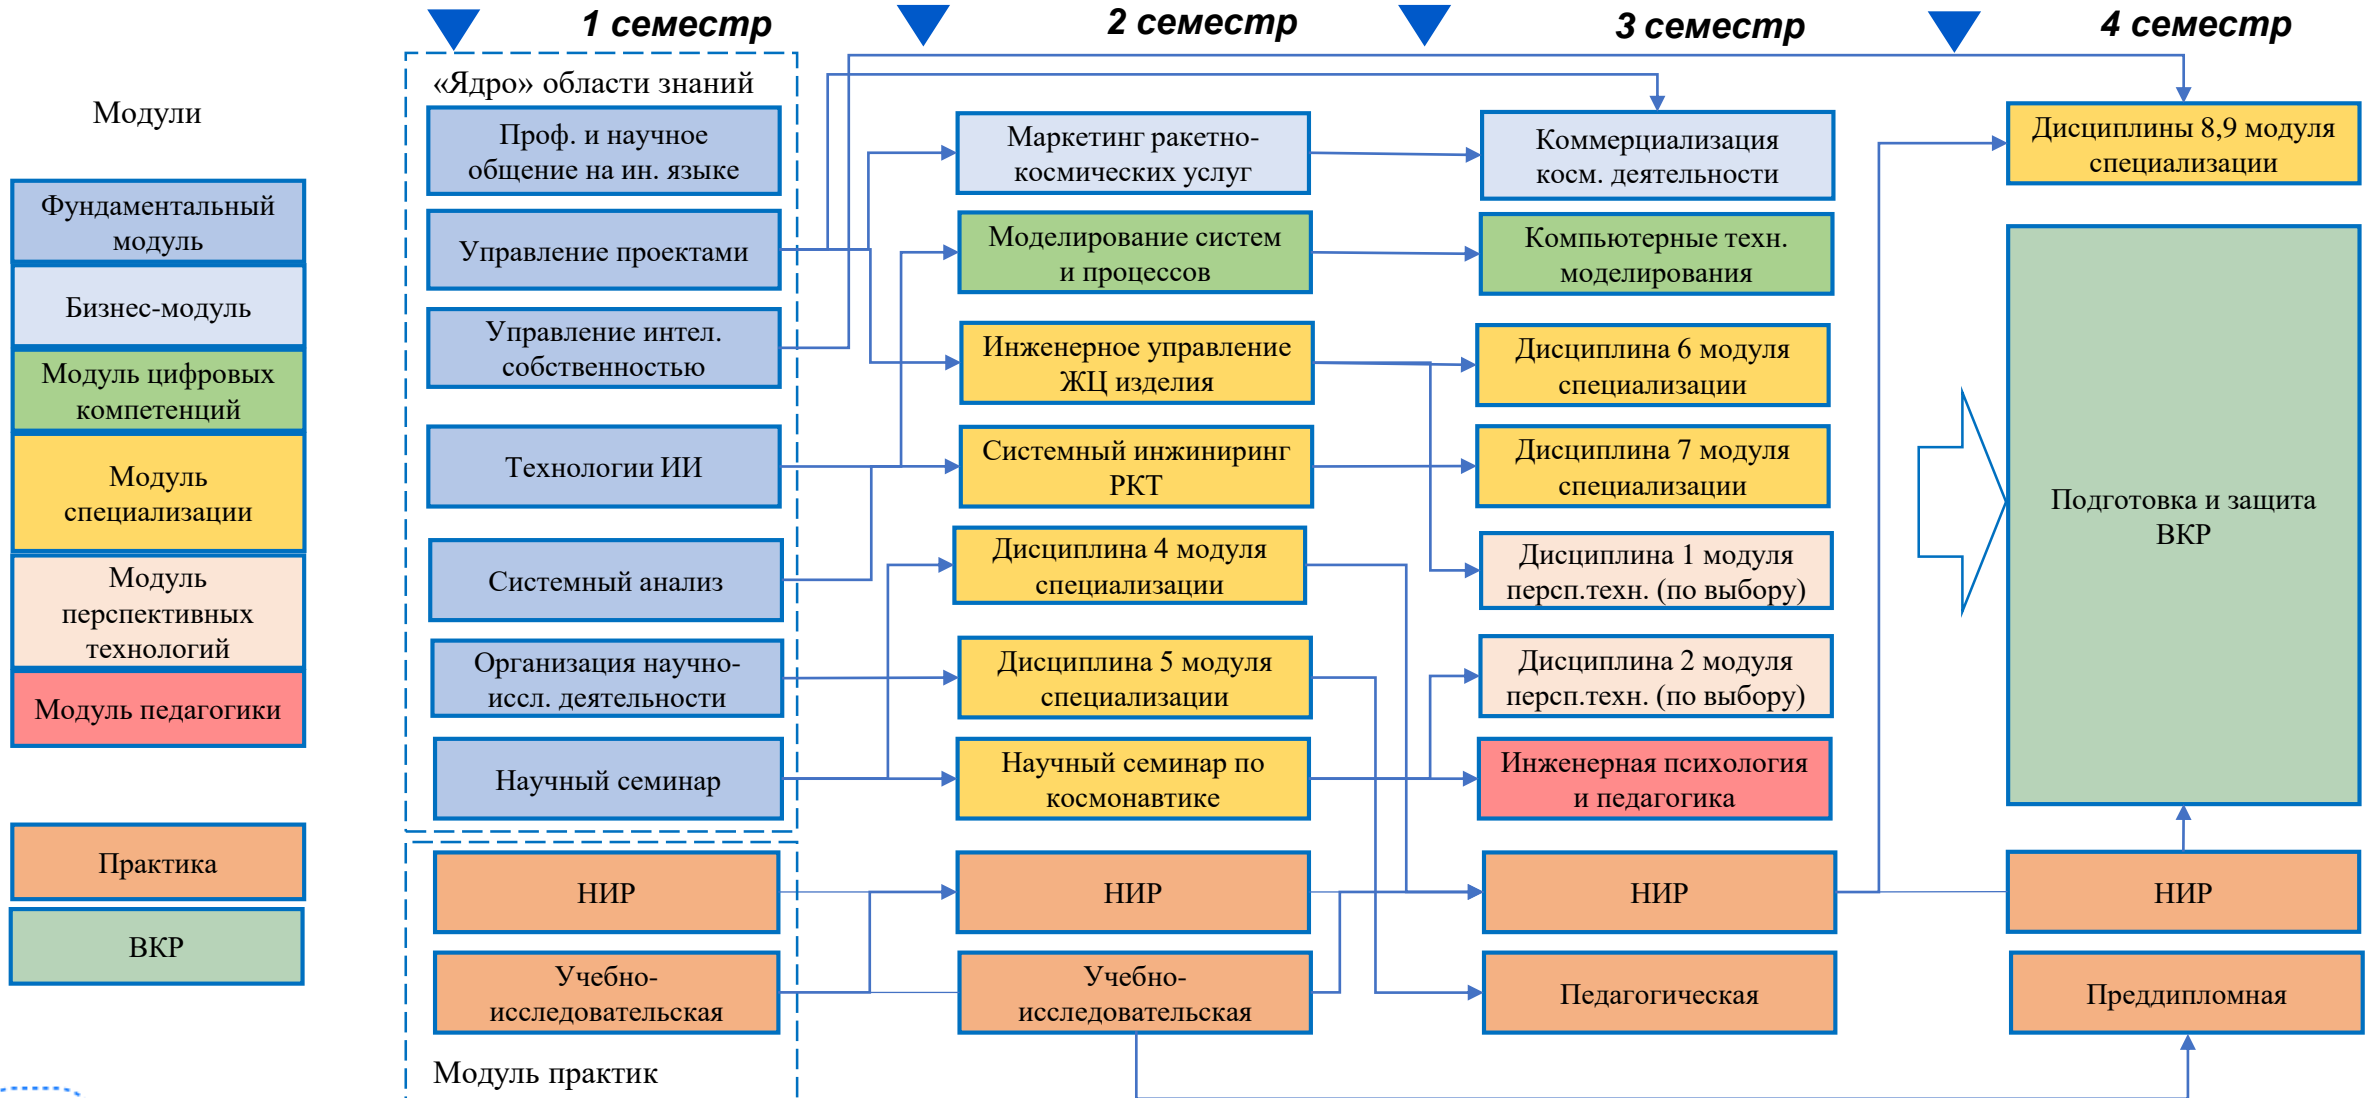 1 семестр
2 семестр
3 семестр
4 семестр
Модули
Фундаментальный
модуль
Бизнес-модуль
Модуль цифровых
компетенций
Модуль
специализации
Модуль
перспективных
технологий
Модуль педагогики
Практика
ВКР
«Ядро» области знаний
Проф. и научное
общение на ин. языке
Управление проектами
Управление интел.
собственностью
Технологии ИИ
Системный анализ
Организация научно-
иссл. деятельности
Научный семинар
НИР
Учебно-
исследовательская
Модуль практик
Маркетинг ракетно-
космических услуг
Моделирование систем
и процессов
Инженерное управление
ЖЦ изделия
Системный инжиниринг
РКТ
Дисциплина 4 модуля
специализации
Дисциплина 5 модуля
специализации
Научный семинар по
космонавтике
НИР
Учебно-
исследовательская
Коммерциализация
косм. деятельности
Компьютерные техн.
моделирования
Дисциплина 6 модуля
специализации
Дисциплина 7 модуля
специализации
Дисциплина 1 модуля
персп.техн. (по выбору)
Дисциплина 2 модуля
персп.техн. (по выбору)
Инженерная психология
и педагогика
НИР
Педагогическая
Дисциплины 8,9 модуля
специализации
Подготовка и защита
ВКР
НИР
Преддипломная